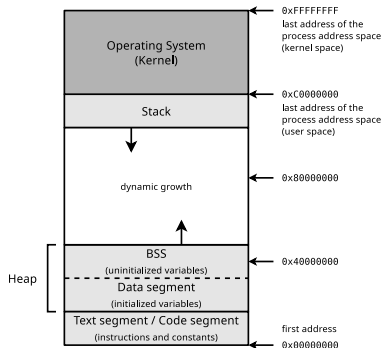 0xFFFFFFFF
last address of the
process address space
(kernel space)
Operating System
(Kernel)
0xC0000000
last address of the
process address space
(user space)
Stack
dynamic growth
0x80000000
BSS
(uninitialized variables)
0x40000000
Heap
Data segment
(initialized variables)
Text segment / Code segment
(instructions and constants)
first address
0x00000000